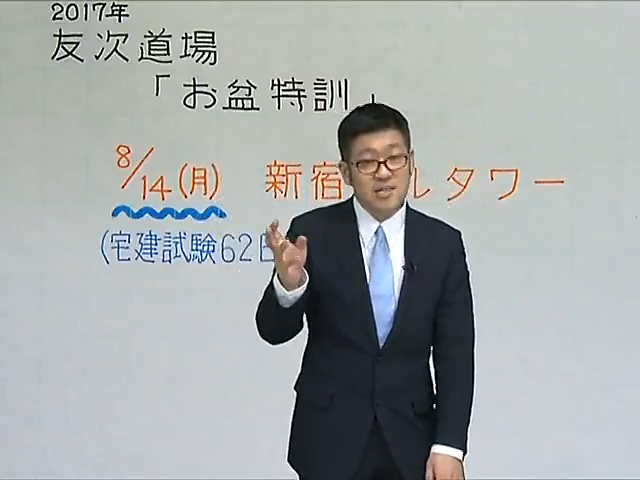 2017年
友次道場
「お盆特訓」
8/14(月) 新宿 ルタワー
(宅建試験62日